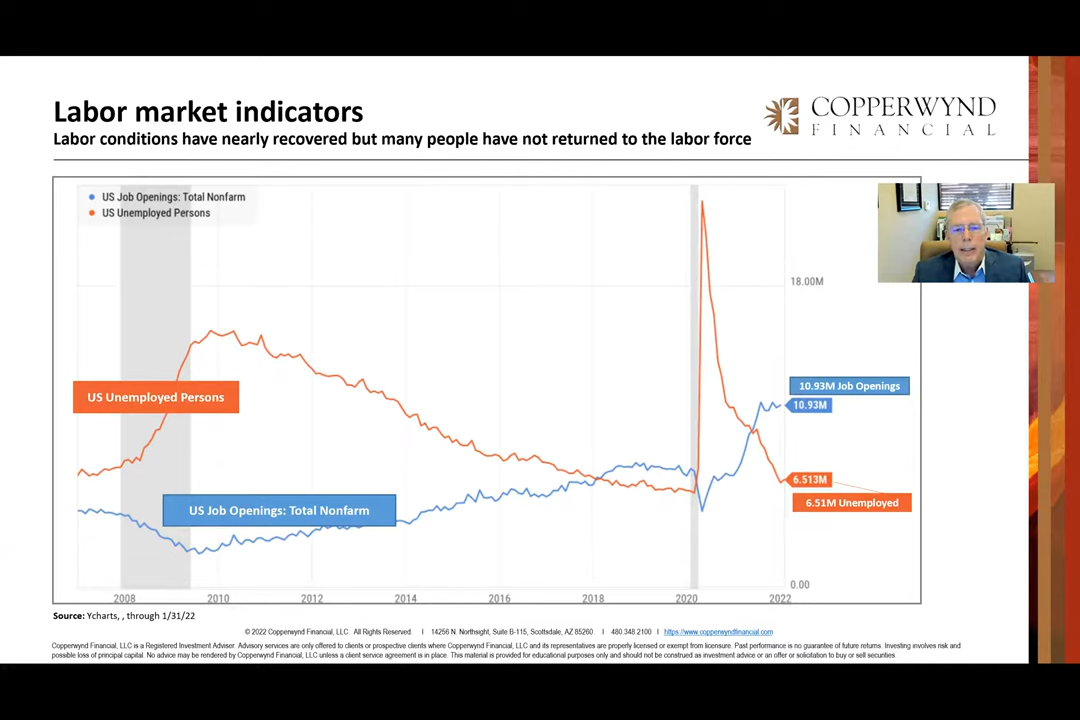 Labor market indicators
Labor conditions have nearly recovered but many people have not returned to the labor force
COPPERWYND
FINANCIAL
US Job Openings: Total Nonfarm
US Unemployed Persons
18.00M
10.93M Job Openings
10.93M
US Unemployed Persons
6.513M
6.51M Unemployed
US Job Openings: Total Nonfarm
0.00
2008 2010 2012 2014 2016 2018 2020 2022
Source: Ycharts, , through 1/31/22
© 2022 Copperwynd Financial, LLC. All Rights Reserved. | 14256 N. Northsight, Suite B-115, Scottsdale, AZ 85260. | 480.348.2100 | https://www.copperwyndfinancial.com
Copperwynd Financial, LLC is a Registered Investment Adviser. Advisory services are only offered to clients or prospective clients where Copperwynd Financial, LLC and its representatives are properly licensed or exempt from licensure. Past performance is no guarantee of future returns. Investing involves risk and
possible loss of principal capital. No advice may be rendered by Copperwynd Financial, LLC unless a client service agreement is in place. This material is provided for educational purposes only and should not be construed as investment advice or an offer or solicitation to buy or sell securities.